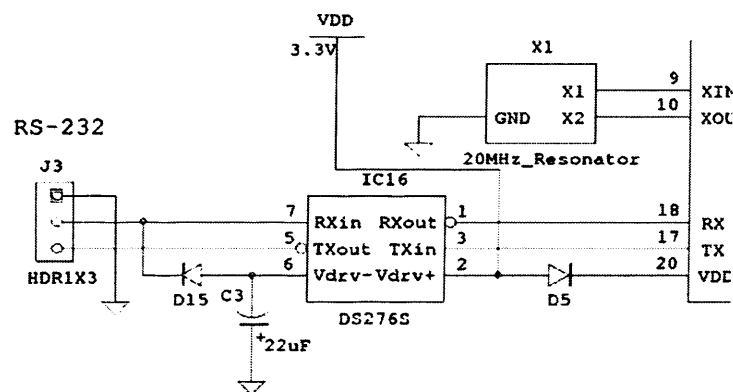 VDD
3.3V
X1
X1
9
XIN
GND
X2
10
XOU
20MHz_Resonator
RS-232
J3
HDR1X3
IC16
7
RXin
RXout
1
18
RX
5
TXout
TXin
3
17
TX
6
Vdrv-
Vdrv+
2
20
VDD
D15
C3
+22uF
DS276S
D5